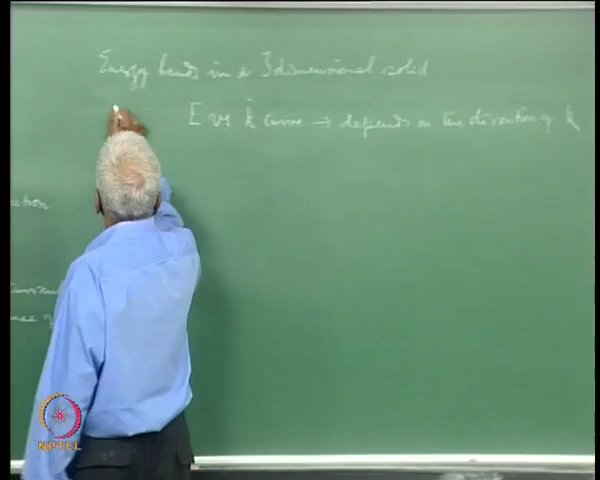 Energy bands in a 3 dimensional solid
E vs k curve → depends on the direction of k
NPTEL